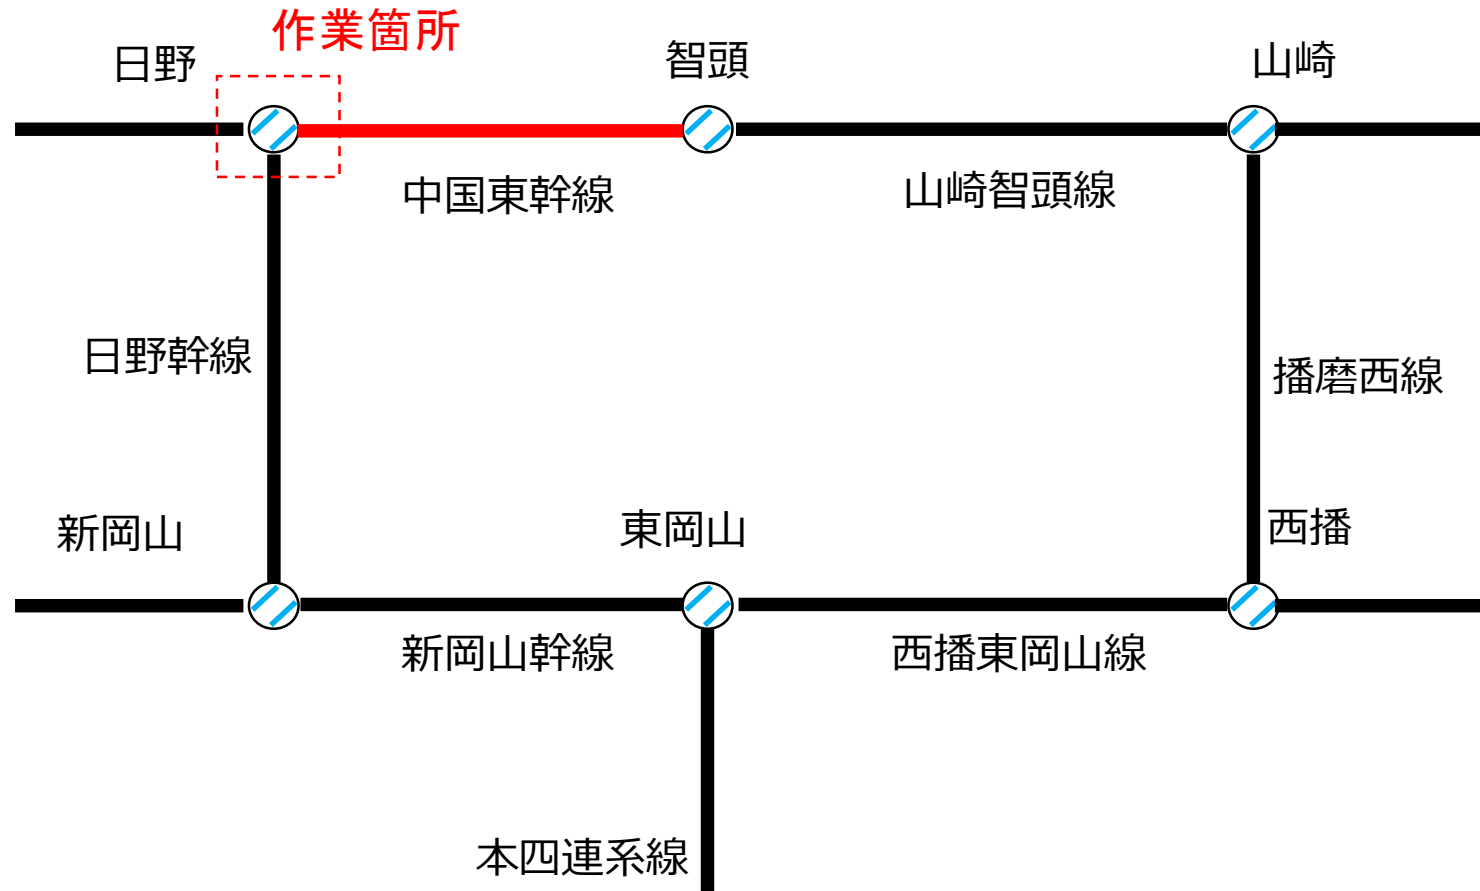 作業箇所
日野
智頭
山崎
中国東幹線
山崎智頭線
日野幹線
播磨西線
新岡山
東岡山
西播
新岡山幹線
西播東岡山線
本四連系線